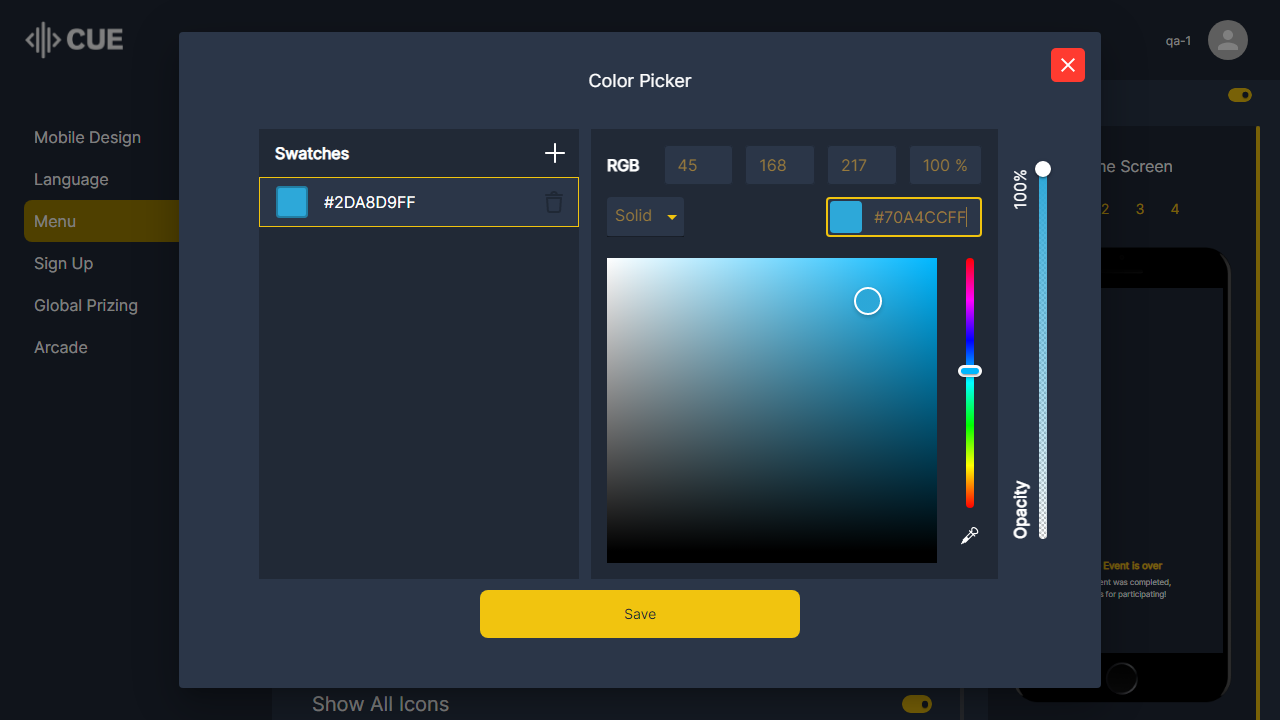 CUE
qa-1
Color Picker
Mobile Design
Language
Menu
Sign Up
Global Prizing
Arcade
Swatches
#2DA8D9FF
RGB
45
168
217
100 %
Solid
#70A4CCFF
100%
Opacity
Screen
2
3
4
Event is over
was completed,
for participating!
Save
Show All Icons